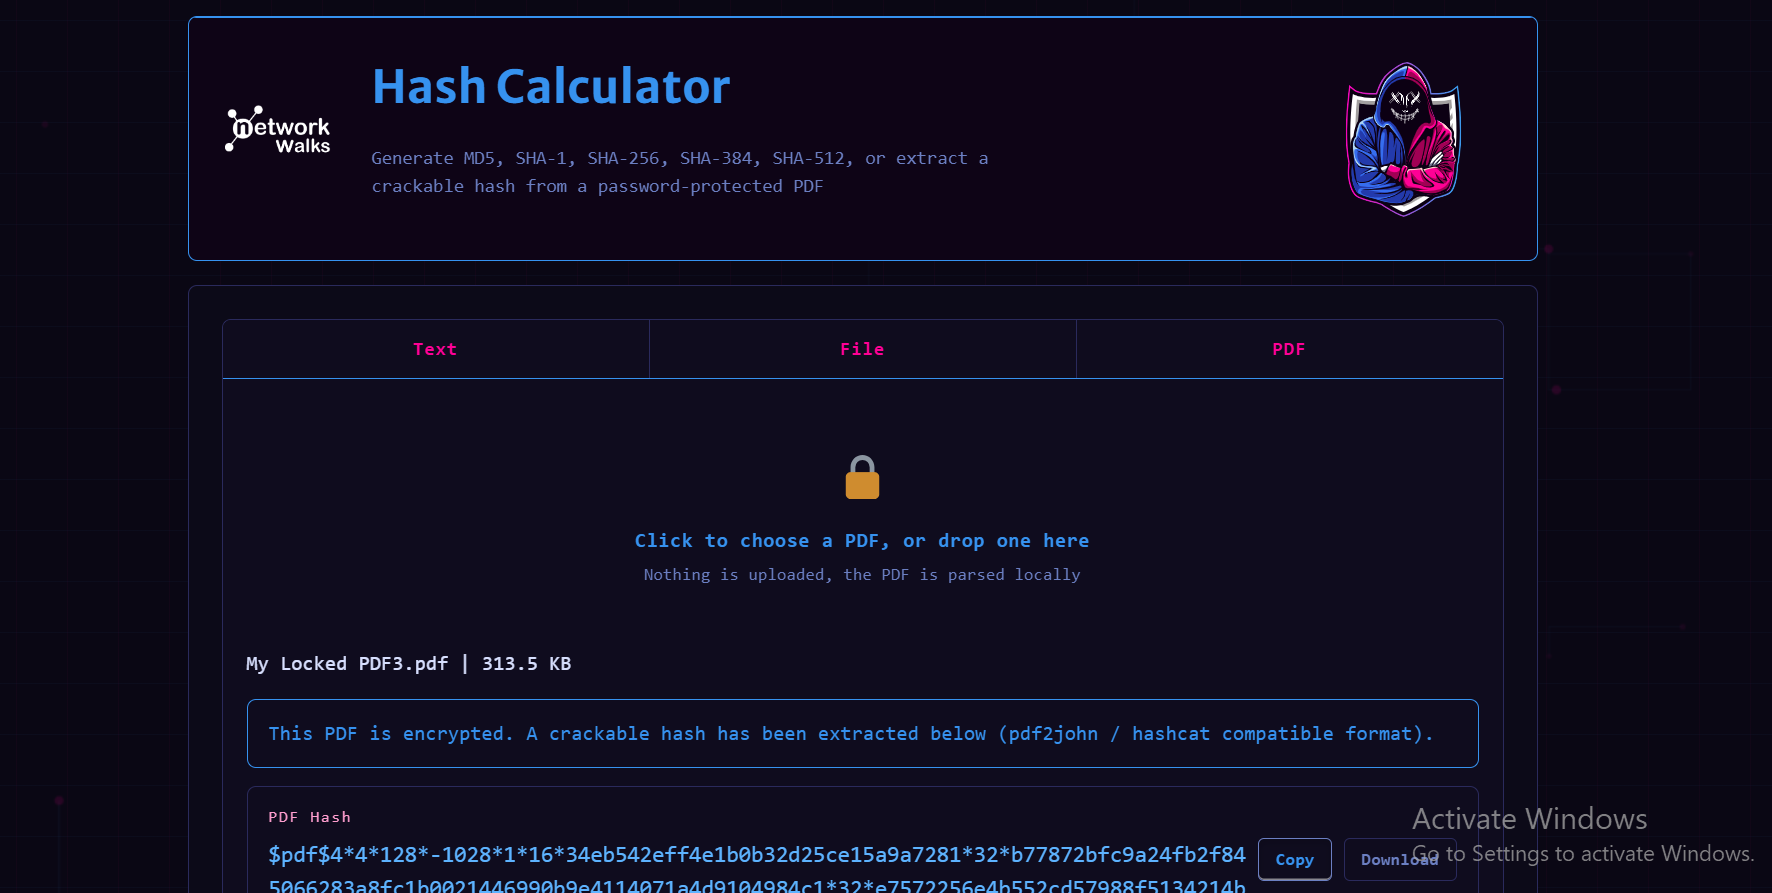 network
Walks
Hash Calculator
Generate MD5, SHA-1, SHA-256, SHA-384, SHA-512, or extract a
crackable hash from a password-protected PDF
Text
File
PDF
Click to choose a PDF, or drop one here
Nothing is uploaded, the PDF is parsed locally
My Locked PDF3.pdf | 313.5 KB
This PDF is encrypted. A crackable hash has been extracted below (pdf2john / hashcat compatible format).
PDF Hash
$pdf$4*4*128*-1028*1*16*34eb542eff4e1b0b32d25ce15a9a7281*32*b77872bfc9a24fb2f84
5066283a8fc1b0021446990b9e4114071a4d9104984c1*32*e7572256e4b552cd57988f5134214b
Copy
Download
Activate Windows
Go to Settings to activate Windows.